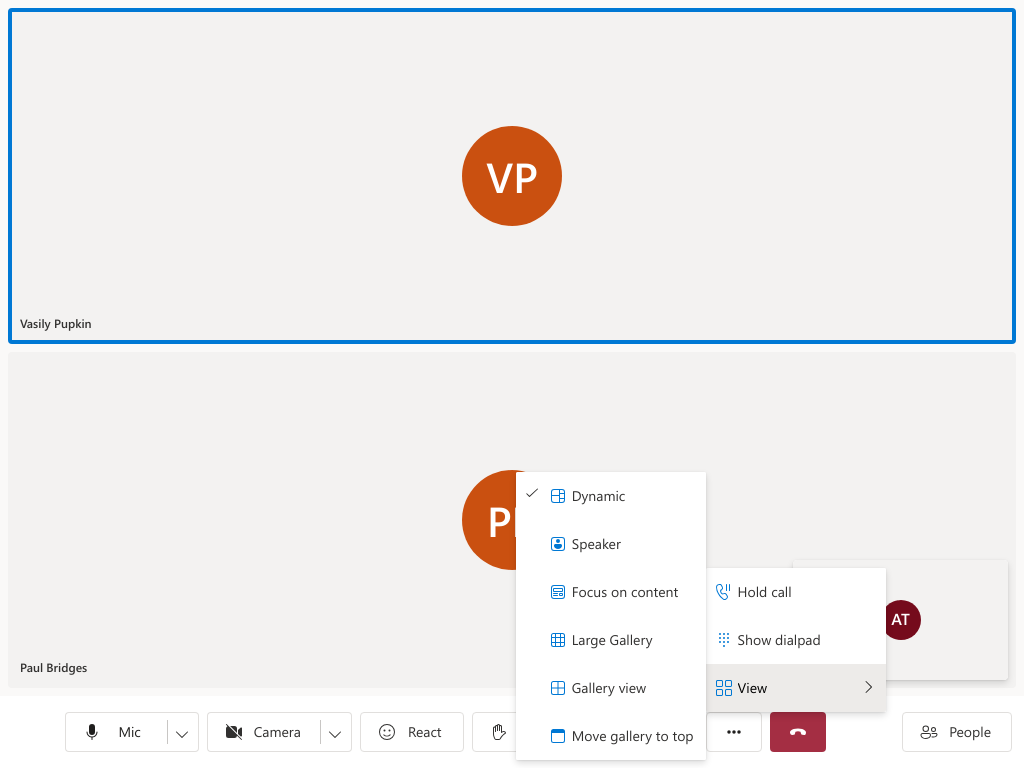 VP
Vasily Pupkin
Dynamic
Speaker
Focus on content
Large Gallery
Gallery view
Move gallery to top
Hold call
Show dialpad
View
AT
Paul Bridges
Mic
Camera
React
People